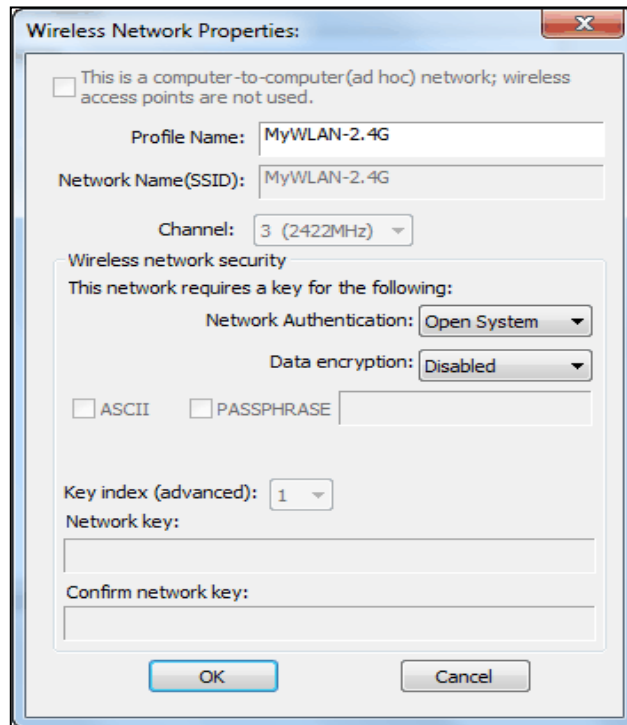 Wireless Network Properties:
This is a computer-to-computer(ad hoc) network; wireless
access points are not used.
Profile Name: MyWLAN-2.4G
Network Name(SSID): MyWLAN-2.4G
Channel: 3 (2422MHz)
Wireless network security
This network requires a key for the following:
Network Authentication: Open System
Data encryption: Disabled
ASCII PASSPHRASE
Key index (advanced): 1
Network key:
Confirm network key:
OK Cancel